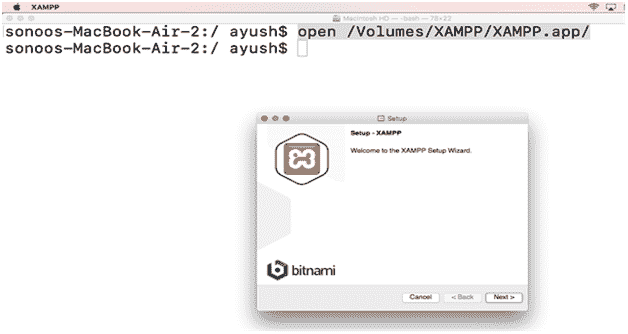 XAMPP
Macintosh HD — -bash — 78×22
sonoos-MacBook-Air-2:/ ayush$ open /Volumes/XAMPP/XAMPP.app/
sonoos-MacBook-Air-2:/ ayush$
Setup
Setup - XAMPP
Welcome to the XAMPP Setup Wizard.
bitnami
Cancel < Back Next >